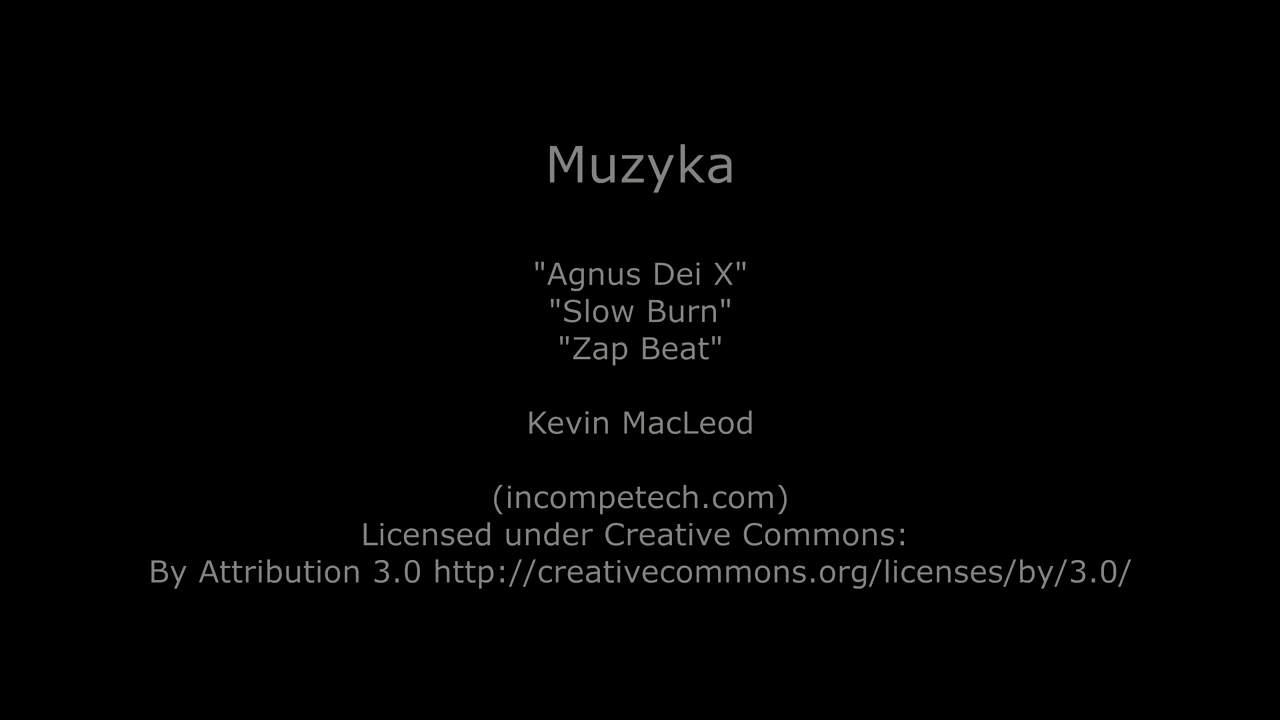 Muzyka
"Agnus Dei X"
"Slow Burn"
"Zap Beat"
Kevin MacLeod
(incompetech.com)
Licensed under Creative Commons:
By Attribution 3.0 http://creativecommons.org/licenses/by/3.0/